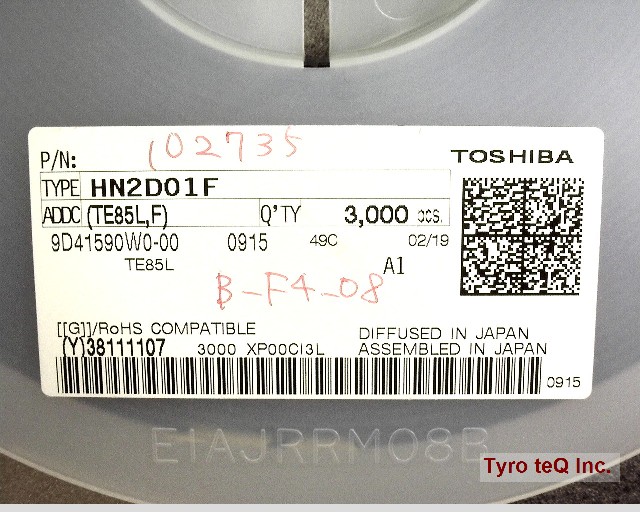 P/N: 102735
TOSHIBA
TYPE HN2D01F
ADDC (TE85L,F) Q'TY 3,000 pcs.
9D41590W0-00 0915 49C 02/19
TE85L A1
B-F4-08
[[G]]/RoHS COMPATIBLE DIFFUSED IN JAPAN
(Y)38111107 3000 XP00CI3L ASSEMBLED IN JAPAN
0915
E1AJRRM08B
Tyro teQ Inc.